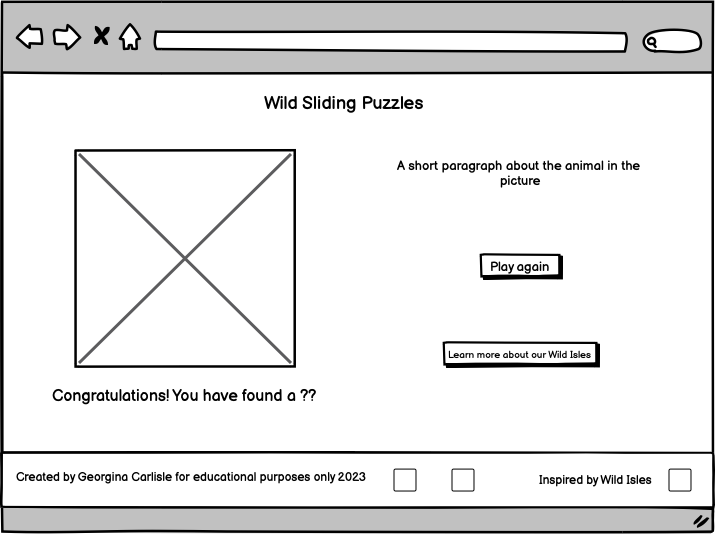 Wild Sliding Puzzles
A short paragraph about the animal in the
picture
Play again
Learn more about our Wild Isles
Congratulations! You have found a ??
Created by Georgina Carlisle for educational purposes only 2023
Inspired by Wild Isles